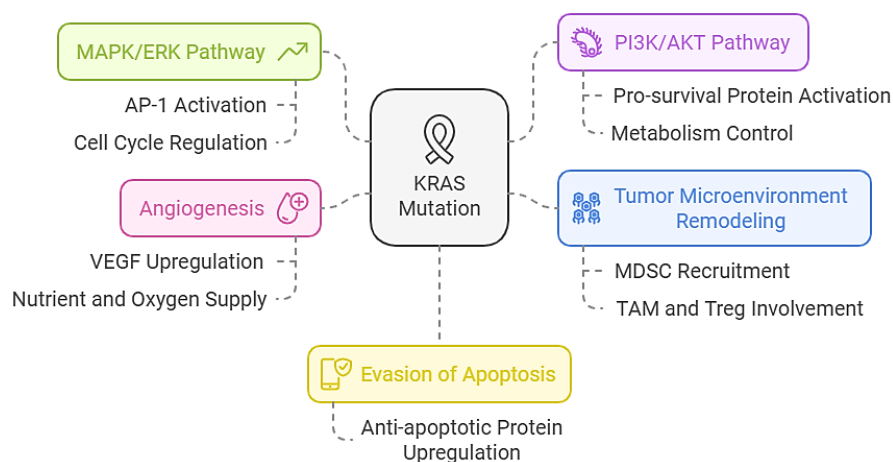 MAPK/ERK Pathway
AP-1 Activation
Cell Cycle Regulation
Angiogenesis
VEGF Upregulation
Nutrient and Oxygen Supply
KRAS
Mutation
PI3K/AKT Pathway
Pro-survival Protein Activation
Metabolism Control
Tumor Microenvironment
Remodeling
MDSC Recruitment
TAM and Treg Involvement
Evasion of Apoptosis
Anti-apoptotic Protein
Upregulation